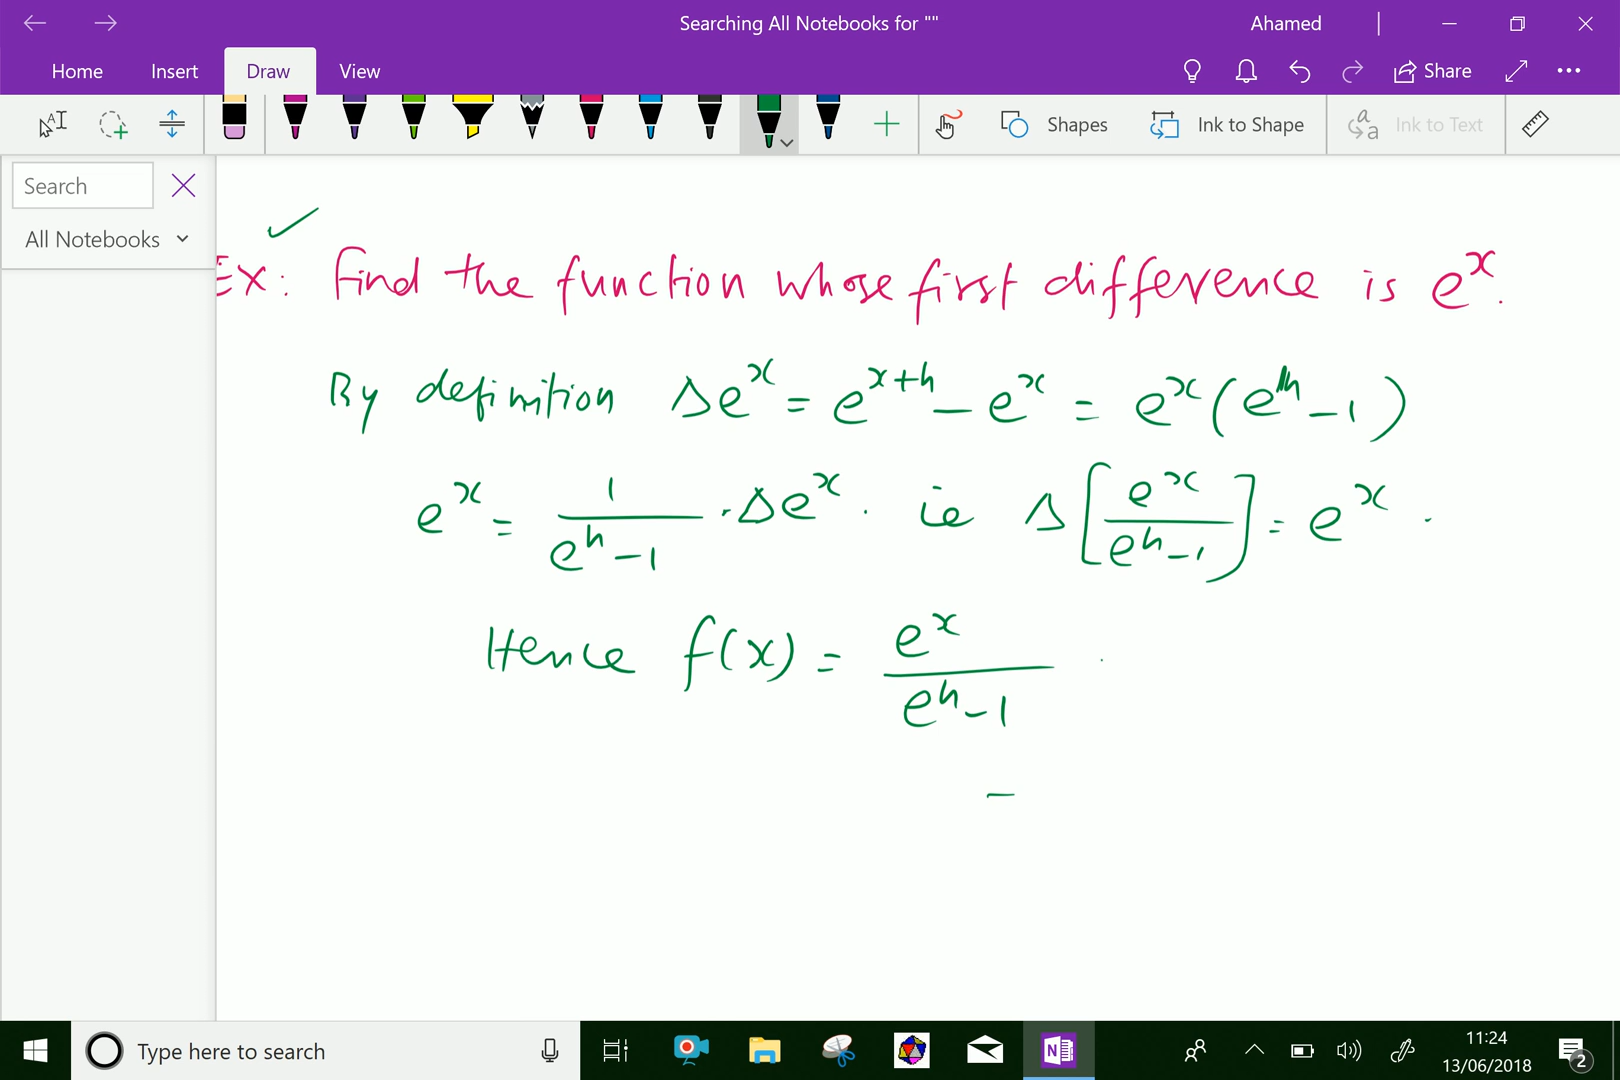 Searching All Notebooks for ""
Ahamed
Home Insert Draw View
Share
Shapes
Ink to Shape
Ink to Text
Search
All Notebooks
Ex: Find the function whose first difference is e^x.
By definition Δe^x = e^(x+h) - e^x = e^x(e^h - 1)
e^x = 1/(e^h - 1) · Δe^x. ie Δ[e^x/(e^h - 1)] = e^x.
Hence f(x) = e^x/(e^h - 1).
Type here to search
11:24
13/06/2018
2